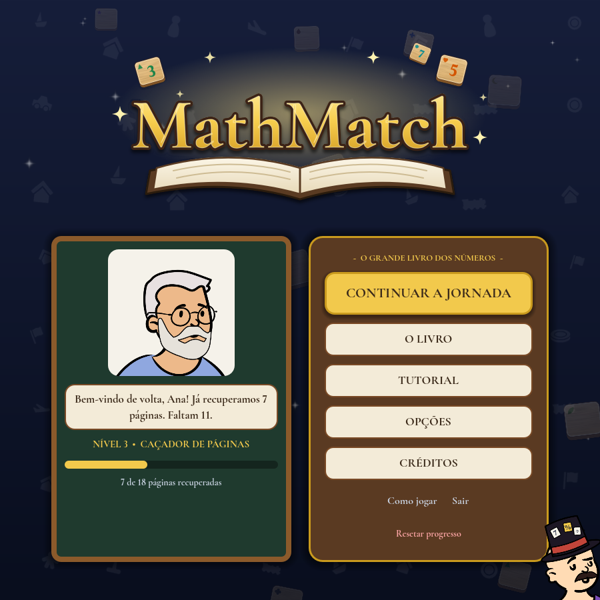 3
7
5
MathMatch
Bem-vindo de volta, Ana! Já recuperamos 7
páginas. Faltam 11.
NÍVEL 3 • CAÇADOR DE PÁGINAS
7 de 18 páginas recuperadas
- O GRANDE LIVRO DOS NÚMEROS -
CONTINUAR A JORNADA
O LIVRO
TUTORIAL
OPÇÕES
CRÉDITOS
Como jogar Sair
Resetar progresso